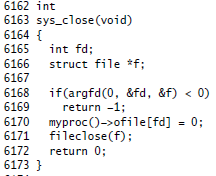 6162 int
6163 sys_close(void)
6164 {
6165   int fd;
6166   struct file *f;
6167
6168   if(argfd(0, &fd, &f) < 0)
6169     return -1;
6170   myproc()->ofile[fd] = 0;
6171   fileclose(f);
6172   return 0;
6173 }